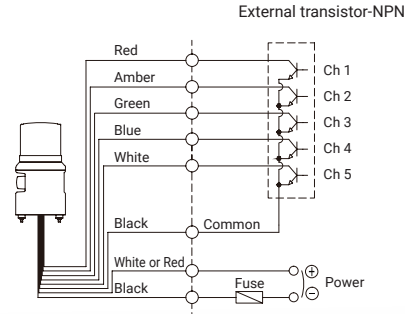 External transistor-NPN
Red
Ch 1
Amber
Ch 2
Green
Ch 3
Blue
Ch 4
White
Ch 5
Black
Common
White or Red
Black
Fuse
Power